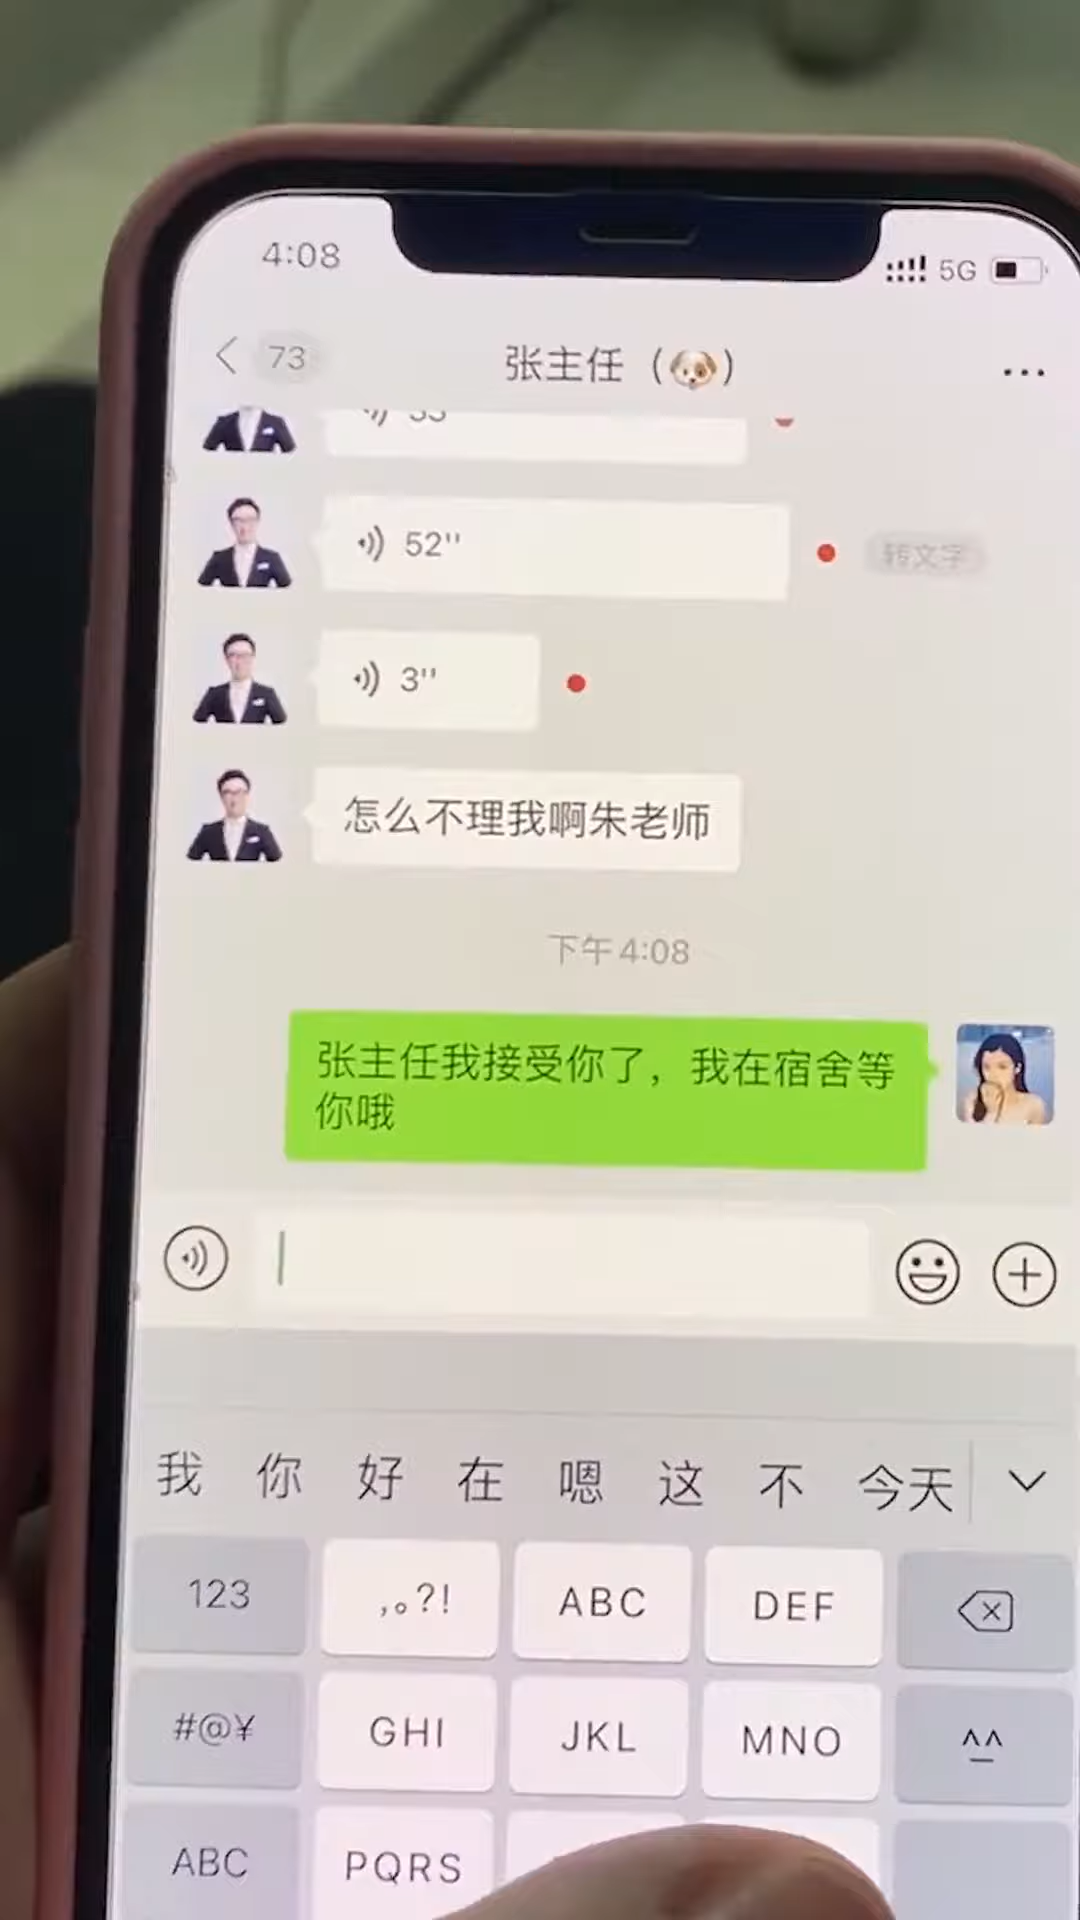 4:08
5G
73
张主任（🐶）
52''
转文字
3''
怎么不理我啊朱老师
下午4:08
张主任我接受你了，我在宿舍等
你哦
我 你 好 在 嗯 这 不 今天
123 ,。?! ABC DEF
#@¥ GHI JKL MNO ^^
ABC PQRS